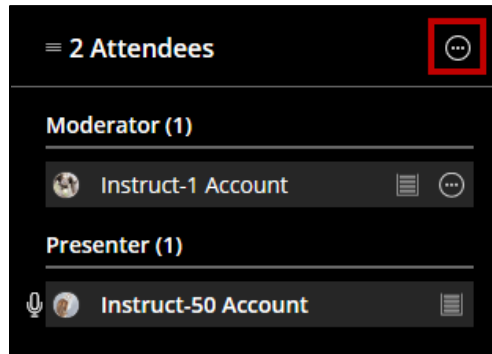 2 Attendees
Moderator (1)
Instruct-1 Account
Presenter (1)
Instruct-50 Account